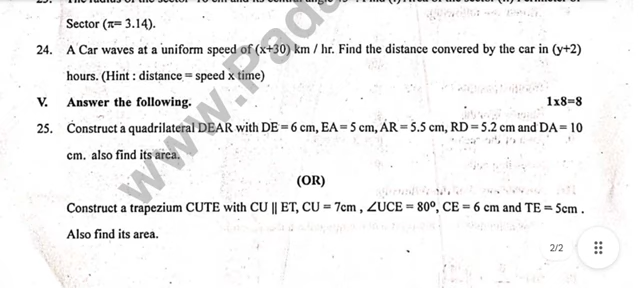 Sector (π= 3.14).
24. A Car waves at a uniform speed of (x+30) km / hr. Find the distance convered by the car in (y+2)
hours. (Hint : distance = speed x time)
V. Answer the following. 1x8=8
25. Construct a quadrilateral DEAR with DE = 6 cm, EA = 5 cm, AR = 5.5 cm, RD = 5.2 cm and DA = 10
cm. also find its area.
(OR)
Construct a trapezium CUTE with CU || ET, CU = 7cm , ∠UCE = 80⁰, CE = 6 cm and TE = 5cm .
Also find its area.
2/2
www.Pad